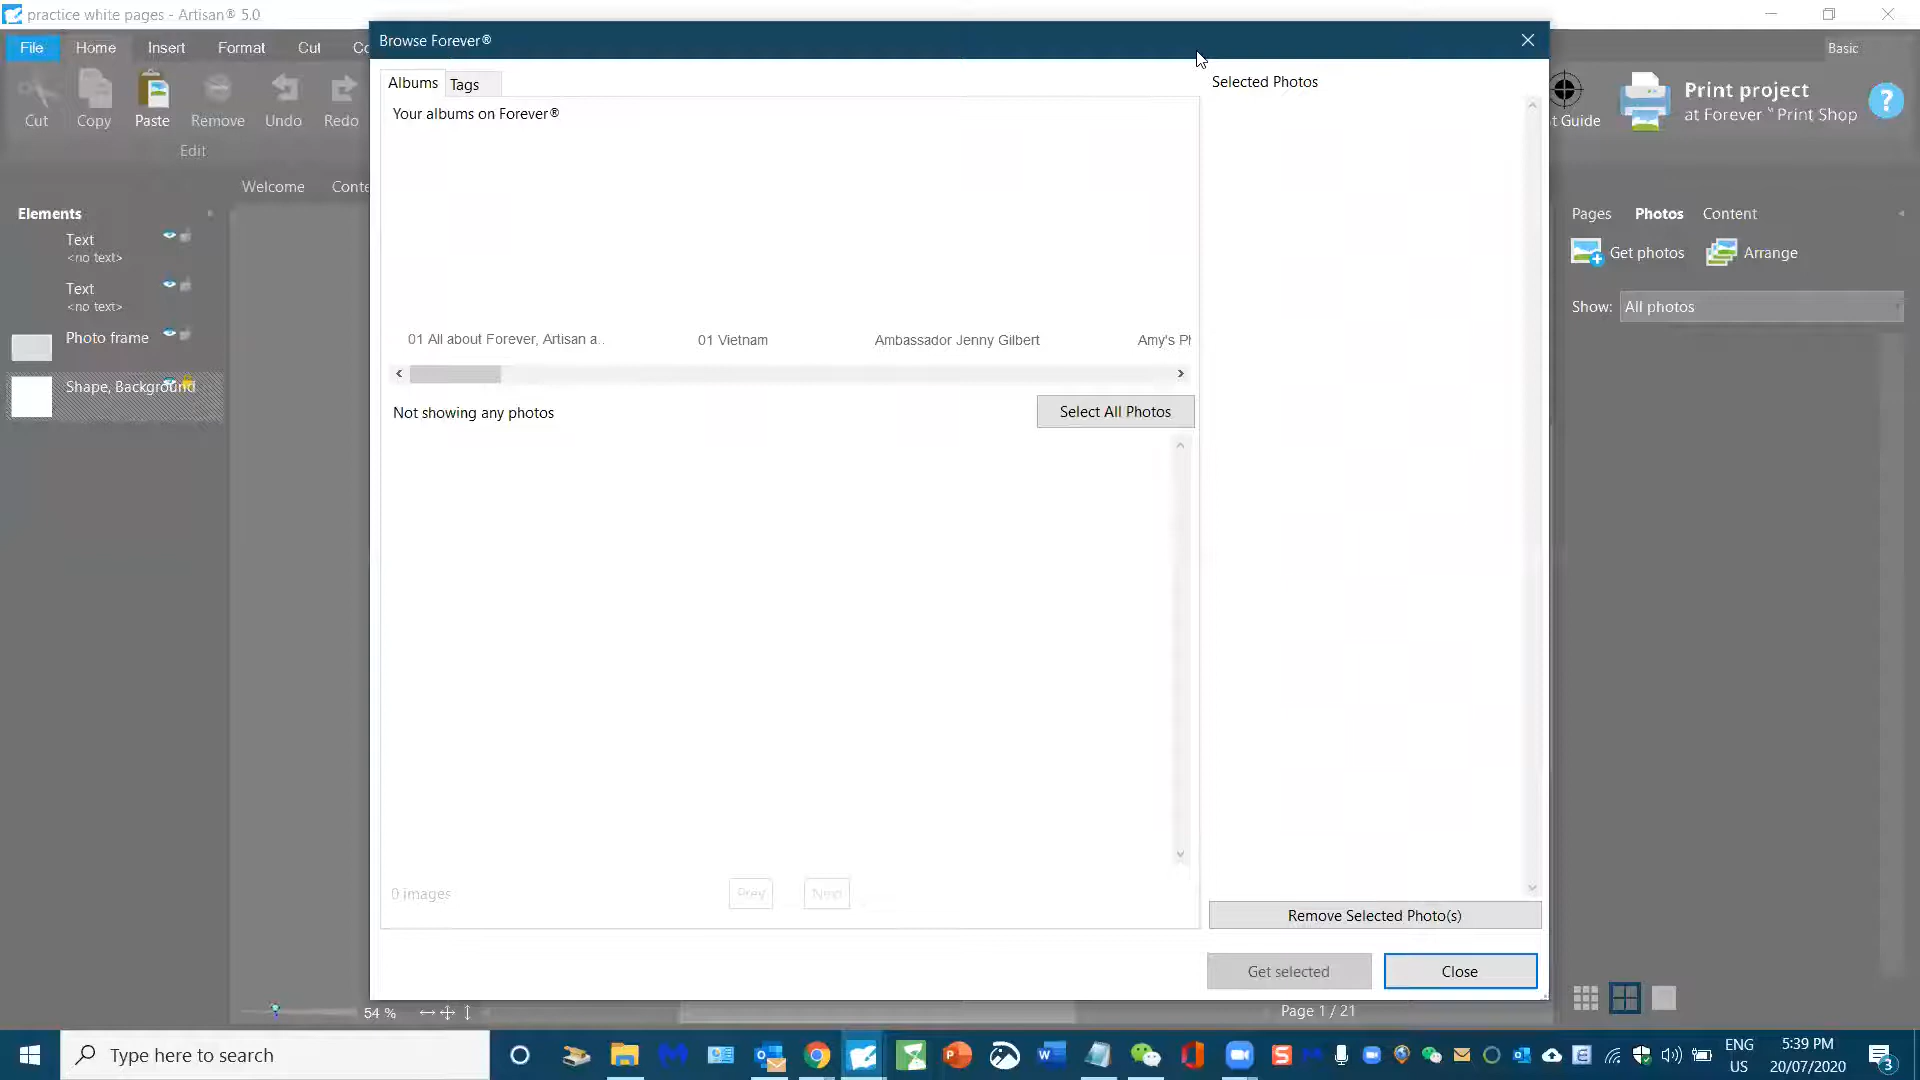 practice white pages - Artisan® 5.0
File Home Insert Format Cut Co
Basic
Cut Copy Paste Remove Undo Redo
Edit
t Guide
Print project
at Forever™ Print Shop
?
Welcome Conte
Elements
Text
<no text>
Text
<no text>
Photo frame
Shape, Background
Browse Forever®
Albums Tags
Selected Photos
Your albums on Forever®
01 All about Forever, Artisan a.. 01 Vietnam Ambassador Jenny Gilbert Amy's Ph
Not showing any photos
Select All Photos
0 images Prev Next
Remove Selected Photo(s)
Get selected Close
Pages Photos Content
Get photos Arrange
Show: All photos
54 %
Page 1 / 21
Type here to search
ENG
US
5:39 PM
20/07/2020
3